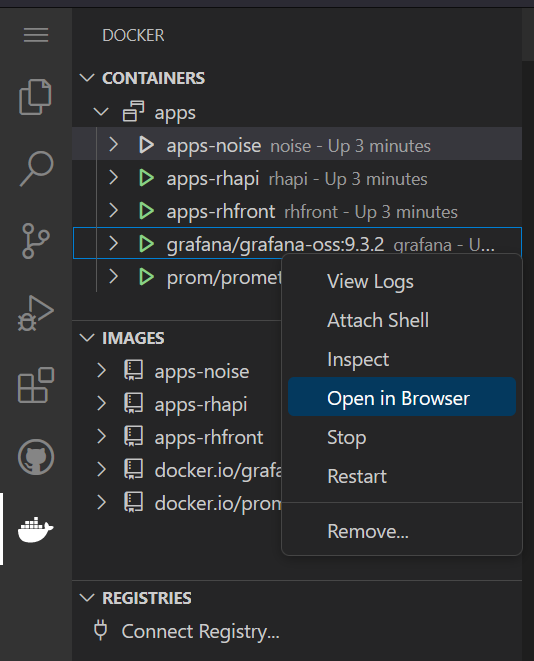 DOCKER
CONTAINERS
apps
apps-noise noise - Up 3 minutes
apps-rhapi rhapi - Up 3 minutes
apps-rhfront rhfront - Up 3 minutes
grafana/grafana-oss:9.3.2 grafana - U...
prom/promet
View Logs
Attach Shell
Inspect
Open in Browser
Stop
Restart
Remove...
IMAGES
apps-noise
apps-rhapi
apps-rhfront
docker.io/grafa
docker.io/prom
REGISTRIES
Connect Registry...